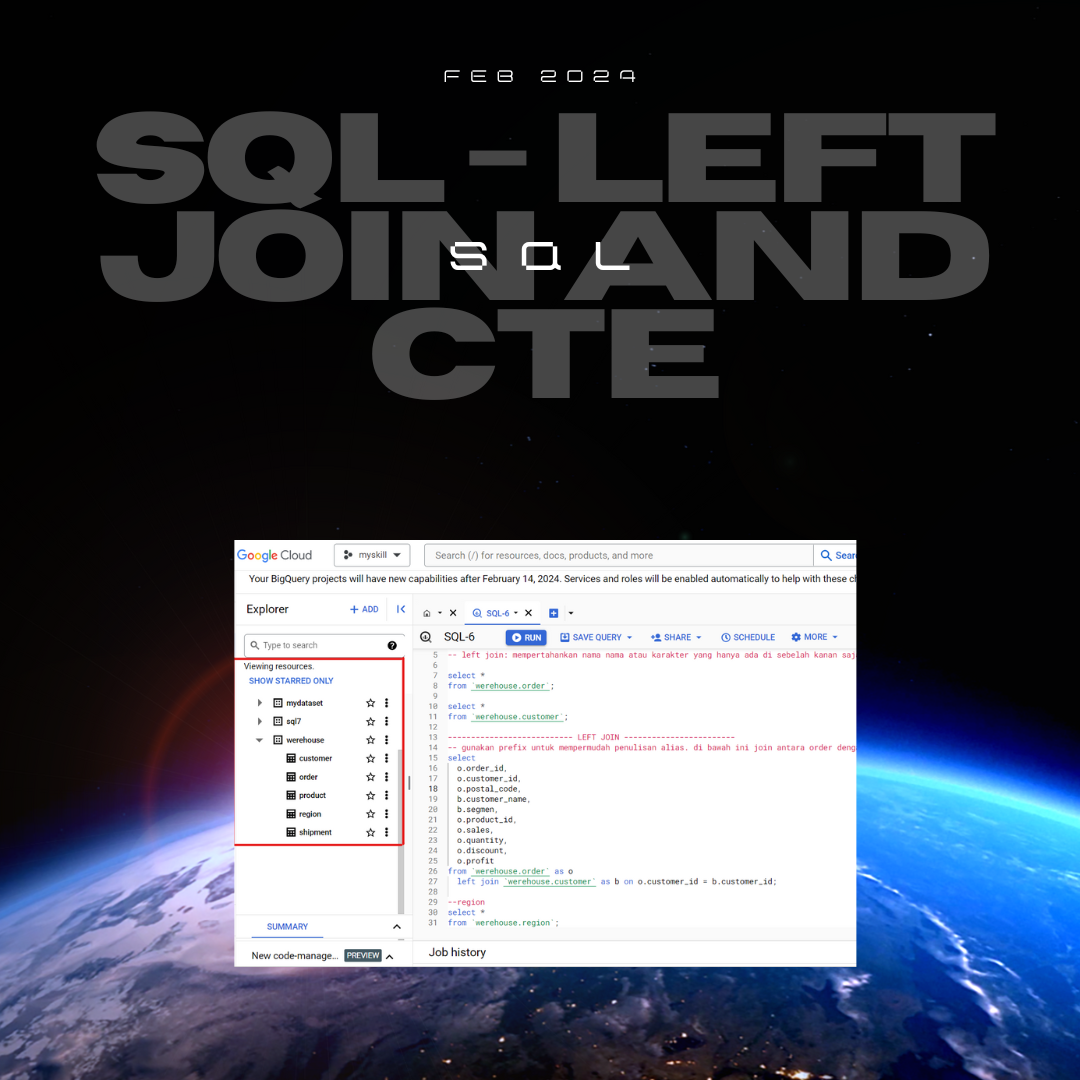 FEB 2024
SQL - LEFT
JOIN AND
SQL
CTE
Google Cloud
myskill
Search (/) for resources, docs, products, and more
Sear
Your BigQuery projects will have new capabilities after February 14, 2024. Services and roles will be enabled automatically to help with these
Explorer
+ ADD
SQL-6
SQL-6
RUN
SAVE QUERY
SHARE
SCHEDULE
MORE
Type to search
Viewing resources.
SHOW STARRED ONLY
mydataset
sql7
werehouse
customer
order
product
region
shipment
SUMMARY
New code-manage... PREVIEW
5 -- left join: mempertahankan nama nama atau karakter yang hanya ada di sebelah kanan saj
6
7 select *
8 from `werehouse.order`;
9
10 select *
11 from `werehouse.customer`;
12
13 -------------------------- LEFT JOIN -----------------------
14 -- gunakan prefix untuk mempermudah penulisan alias. di bawah ini join antara order deng
15 select
16 o.order_id,
17 o.customer_id,
18 o.postal_code,
19 b.customer_name,
20 b.segmen,
21 o.product_id,
22 o.sales,
23 o.quantity,
24 o.discount,
25 o.profit
26 from `werehouse.order` as o
27 left join `werehouse.customer` as b on o.customer_id = b.customer_id;
28
29 --region
30 select *
31 from `werehouse.region`;
Job history